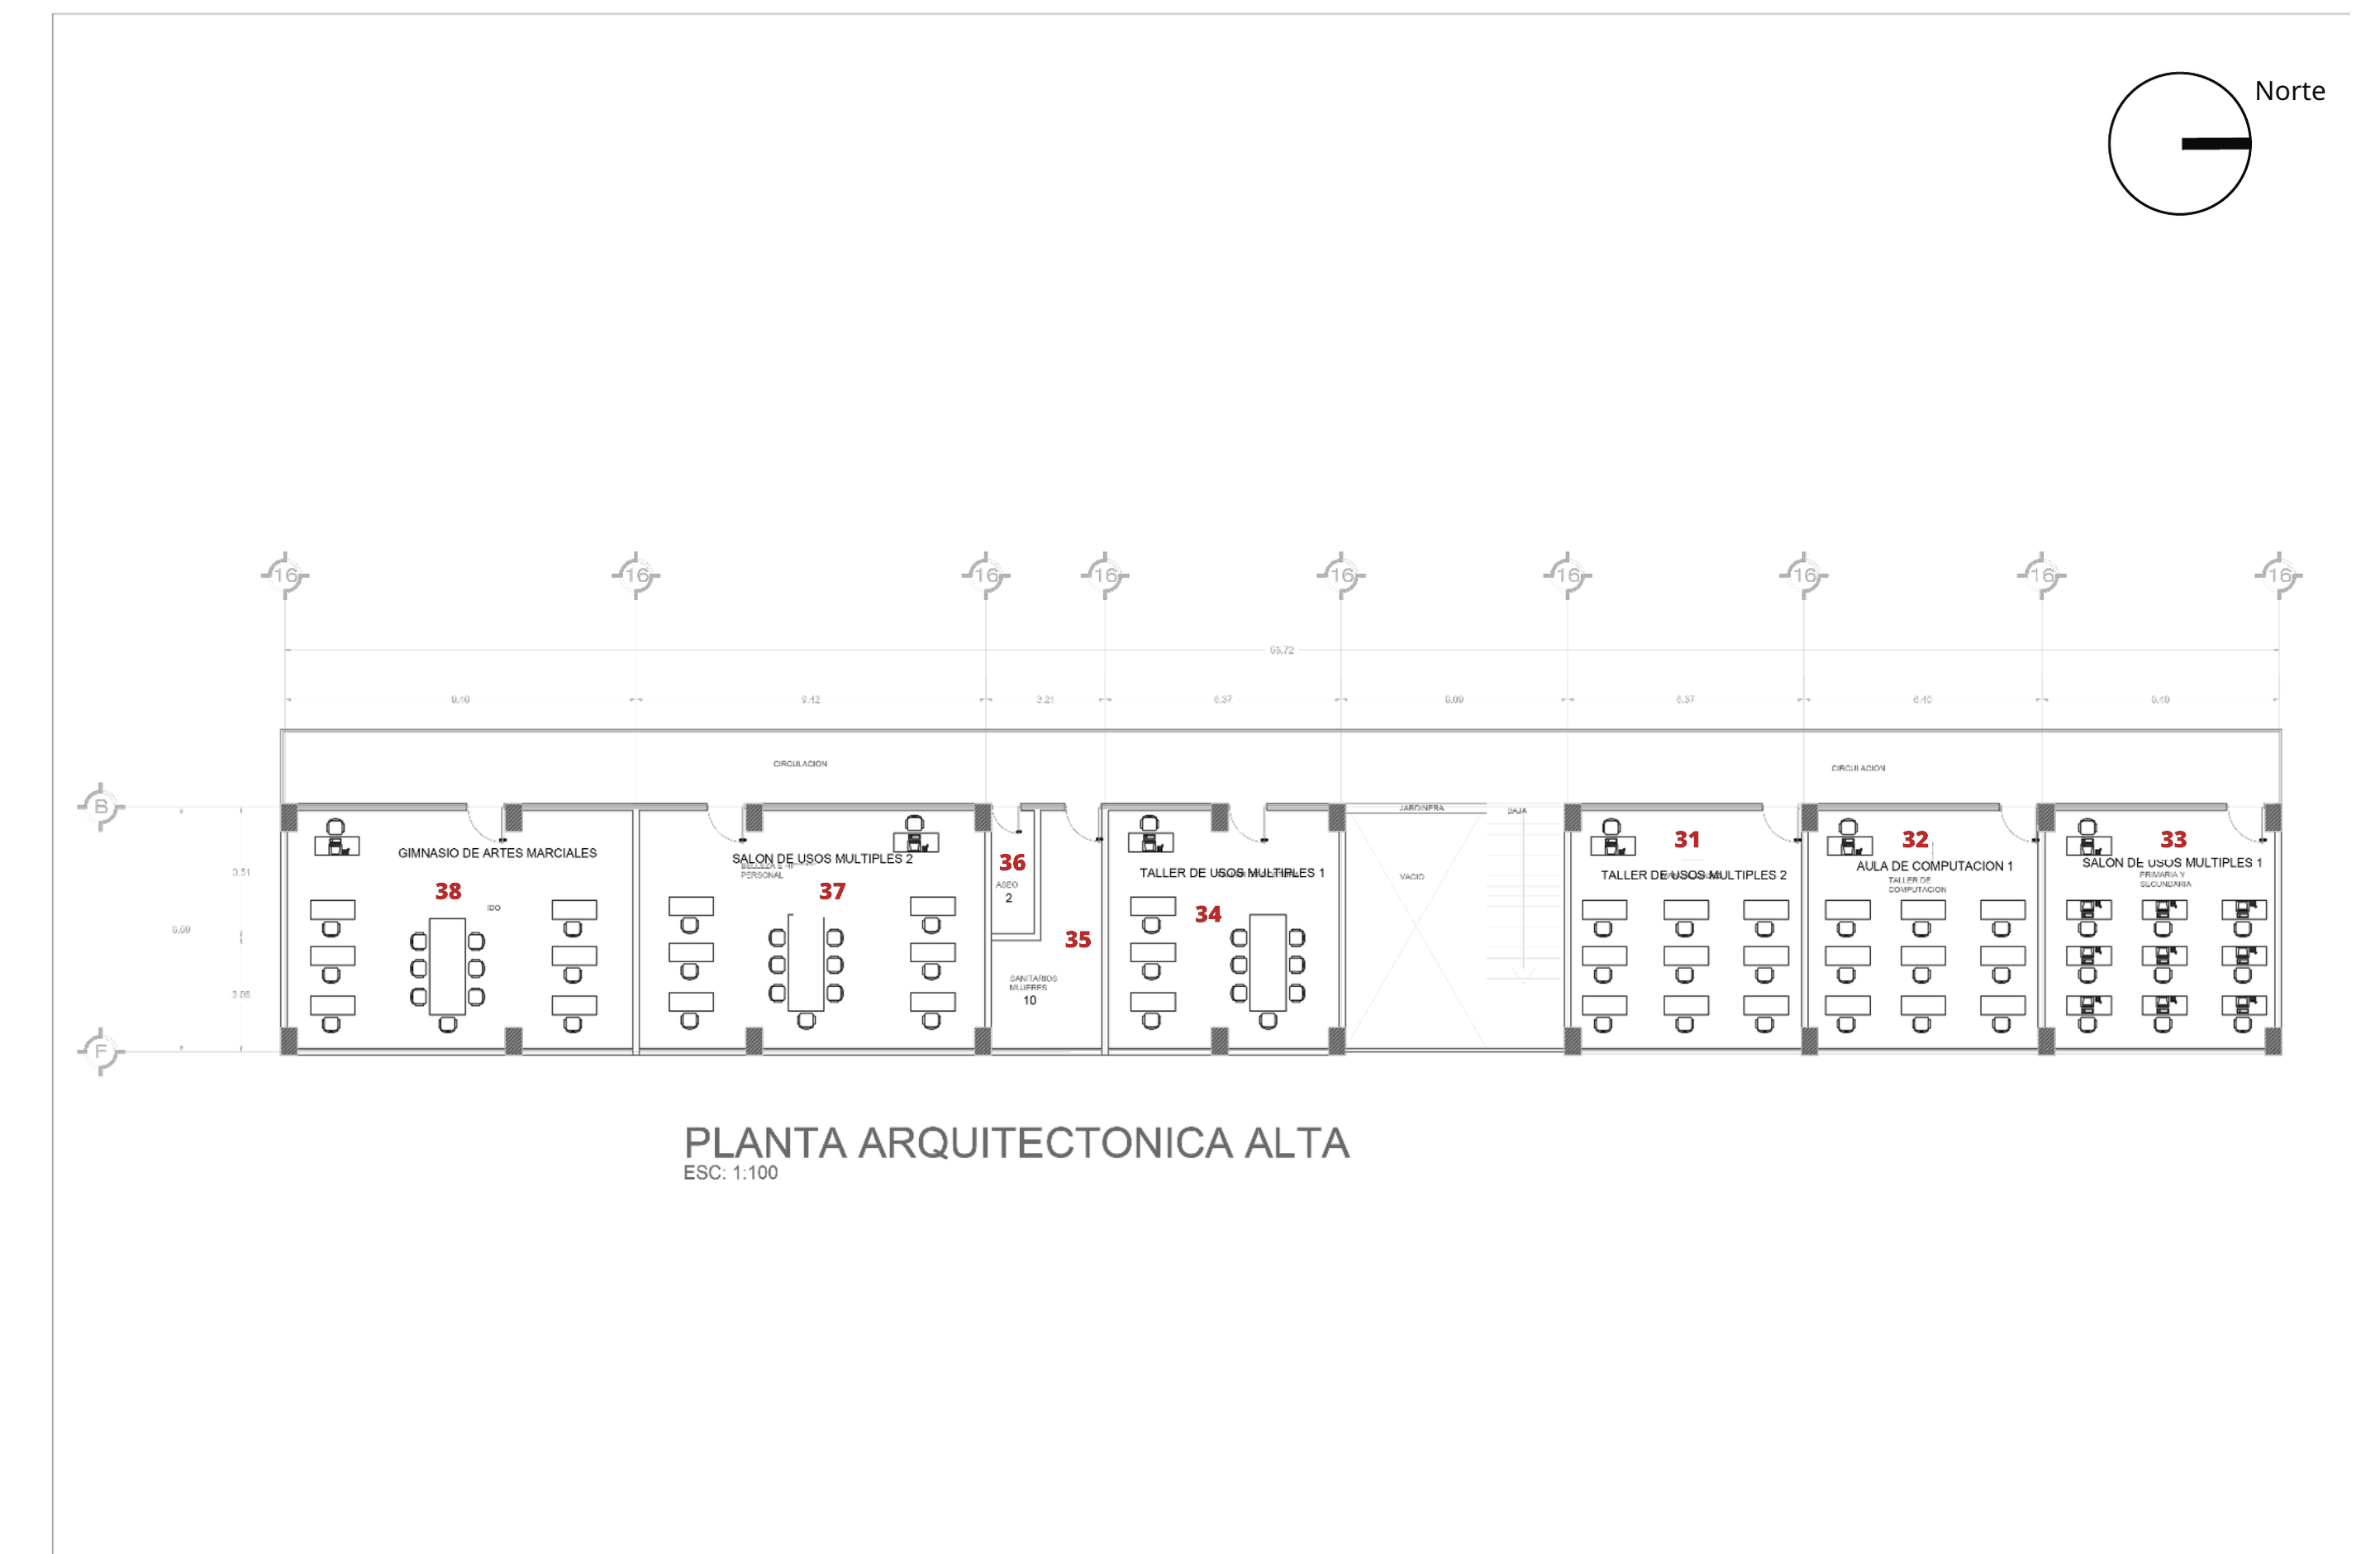 Norte
16 16 16 16 16 16 16 16 16
CIRCULACION
CIRCULACION
B
JARDINERA
BAJA
GIMNASIO DE ARTES MARCIALES
38
3.51
SALON DE USOS MULTIPLES 2
PERSONAL
37
36
ASEO
2
35
SANITARIOS
MUJERES
10
TALLER DE USOS MULTIPLES 1
34
VACIO
31
TALLER DE USOS MULTIPLES 2
32
AULA DE COMPUTACION 1
TALLER DE
COMPUTACION
33
SALON DE USOS MULTIPLES 1
PRIMARIA Y
SECUNDARIA
F
PLANTA ARQUITECTONICA ALTA
ESC: 1:100